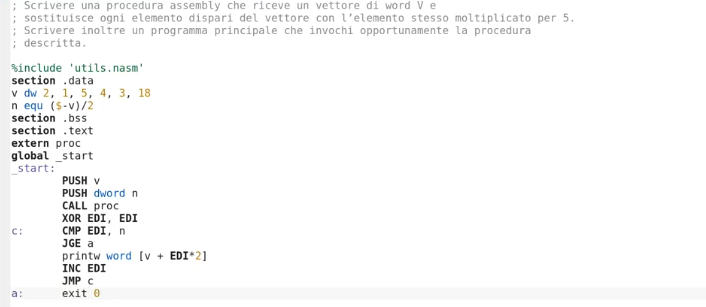 ; Scrivere una procedura assembly che riceve un vettore di word V e
; sostituisce ogni elemento dispari del vettore con l'elemento stesso moltiplicato per 5.
; Scrivere inoltre un programma principale che invochi opportunamente la procedura
; descritta.

%include 'utils.nasm'
section .data
v dw 2, 1, 5, 4, 3, 18
n equ ($-v)/2
section .bss
section .text
extern proc
global _start
_start:
        PUSH v
        PUSH dword n
        CALL proc
        XOR EDI, EDI
c:      CMP EDI, n
        JGE a
        printw word [v + EDI*2]
        INC EDI
        JMP c
a:      exit 0